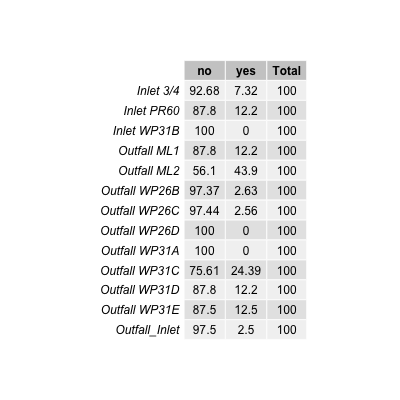 no yes Total
Inlet 3/4 92.68 7.32 100
Inlet PR60 87.8 12.2 100
Inlet WP31B 100 0 100
Outfall ML1 87.8 12.2 100
Outfall ML2 56.1 43.9 100
Outfall WP26B 97.37 2.63 100
Outfall WP26C 97.44 2.56 100
Outfall WP26D 100 0 100
Outfall WP31A 100 0 100
Outfall WP31C 75.61 24.39 100
Outfall WP31D 87.8 12.2 100
Outfall WP31E 87.5 12.5 100
Outfall_Inlet 97.5 2.5 100